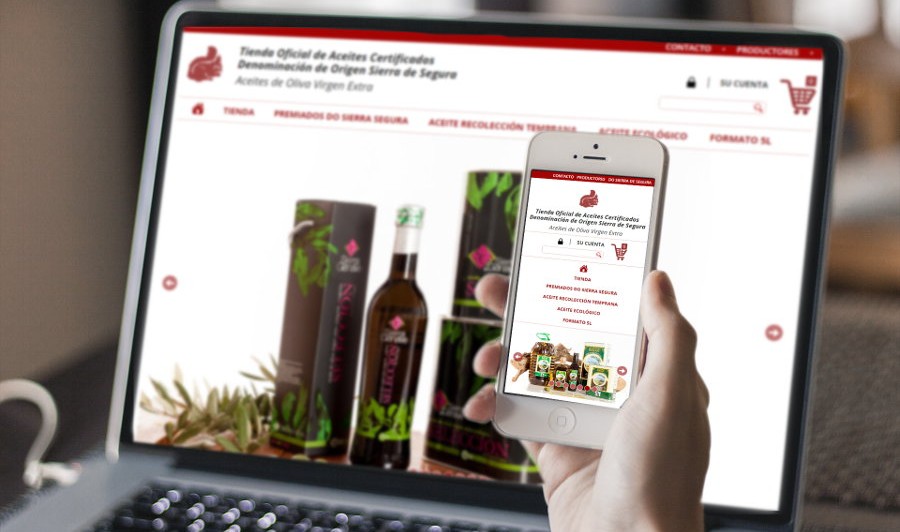 CONTACTO • PRODUCTORES •
Tienda Oficial de Aceites Certificados
Denominación de Origen Sierra de Segura
Aceites de Oliva Virgen Extra
SU CUENTA
TIENDA
PREMIADOS DO SIERRA SEGURA
ACEITE RECOLECCIÓN TEMPRANA
ACEITE ECOLÓGICO
FORMATO 5L
CONTACTO PRODUCTORES DO SIERRA DE SEGURA
Tienda Oficial de Aceites Certificados
Denominación de Origen Sierra de Segura
Aceites de Oliva Virgen Extra
SU CUENTA
TIENDA
PREMIADOS DO SIERRA SEGURA
ACEITE RECOLECCIÓN TEMPRANA
ACEITE ECOLÓGICO
FORMATO 5L